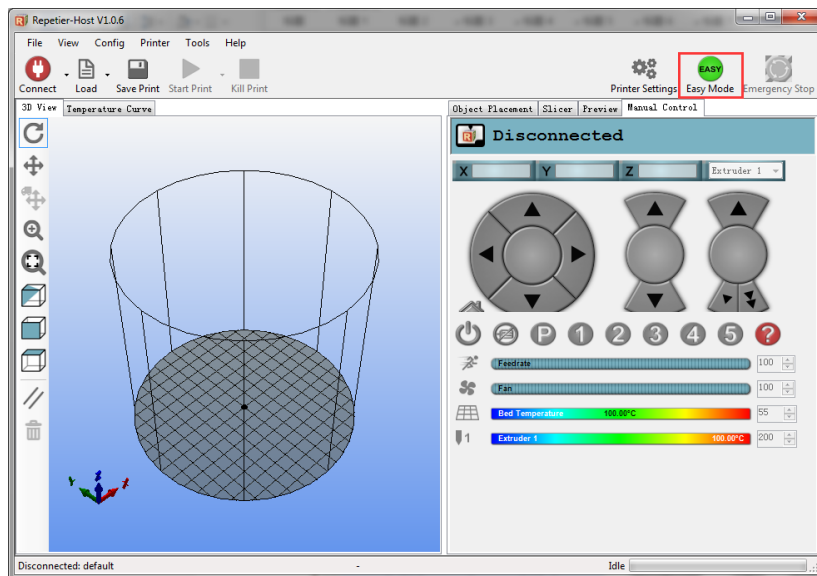 Repetier-Host V1.0.6
File View Config Printer Tools Help
Connect Load Save Print Start Print Kill Print Printer Settings EASY Easy Mode Emergency Stop
3D View Temperature Curve Object Placement Slicer Preview Manual Control
Disconnected
X Y Z Extruder 1
P 1 2 3 4 5 ?
Feedrate 100
Fan 100
Bed Temperature 100.00°C 55
1 Extruder 1 100.00°C 200
Disconnected: default - Idle